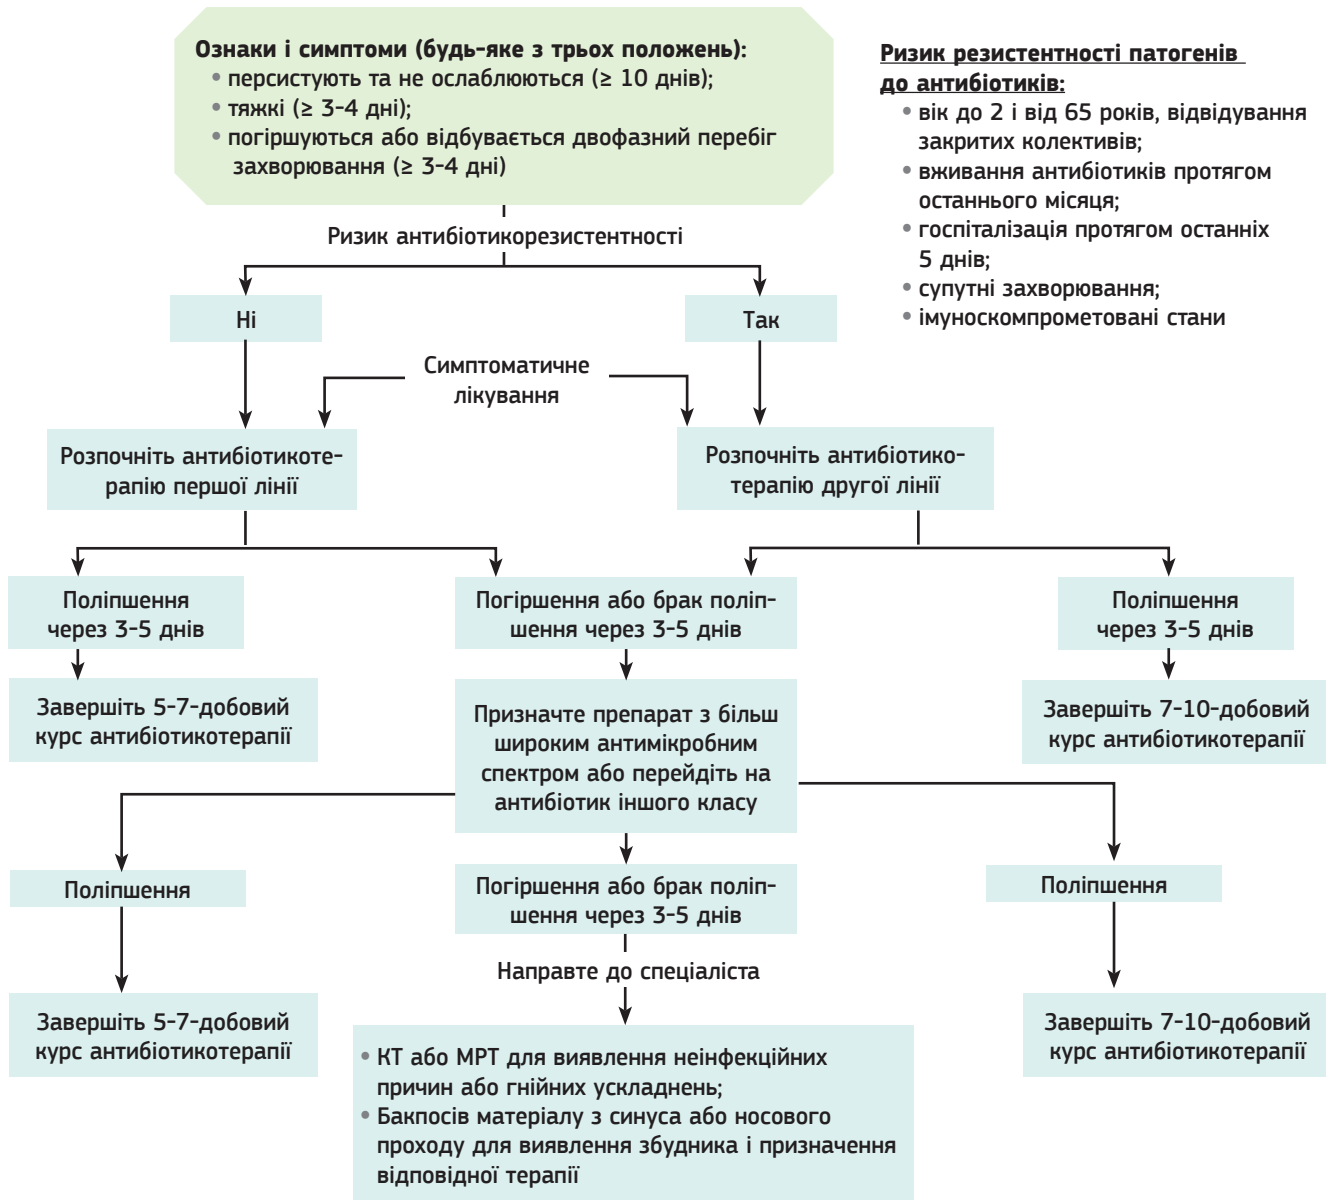 Ознаки і симптоми (будь-яке з трьох положень):
• персистують та не ослаблюються (≥ 10 днів);
• тяжкі (≥ 3-4 дні);
• погіршуються або відбувається двофазний перебіг
захворювання (≥ 3-4 дні)
Ризик резистентності патогенів
до антибіотиків:
• вік до 2 і від 65 років, відвідування
закритих колективів;
• вживання антибіотиків протягом
останнього місяця;
• госпіталізація протягом останніх
5 днів;
• супутні захворювання;
• імуноскомпрометовані стани
Ризик антибіотикорезистентності
Ні
Так
Симптоматичне
лікування
Розпочніть антибіотикоте-
рапію першої лінії
Розпочніть антибіотико-
терапію другої лінії
Поліпшення
через 3-5 днів
Погіршення або брак поліп-
шення через 3-5 днів
Поліпшення
через 3-5 днів
Завершіть 5-7-добовий
курс антибіотикотерапії
Призначте препарат з більш
широким антимікробним
спектром або перейдіть на
антибіотик іншого класу
Завершіть 7-10-добовий
курс антибіотикотерапії
Поліпшення
Погіршення або брак поліп-
шення через 3-5 днів
Поліпшення
Направте до спеціаліста
Завершіть 5-7-добовий
курс антибіотикотерапії
• КТ або МРТ для виявлення неінфекційних
причин або гнійних ускладнень;
• Бакпосів матеріалу з синуса або носового
проходу для виявлення збудника і призначення
відповідної терапії
Завершіть 7-10-добовий
курс антибіотикотерапії